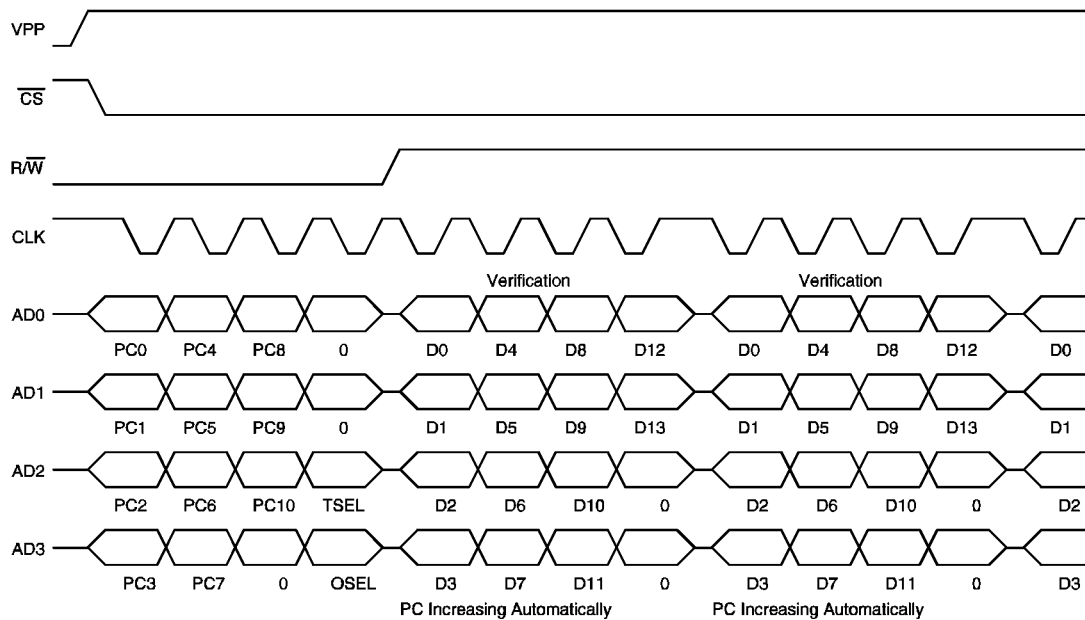 VPP
CS
R/W
CLK
Verification Verification
AD0
PC0 PC4 PC8 0 D0 D4 D8 D12 D0 D4 D8 D12 D0
AD1
PC1 PC5 PC9 0 D1 D5 D9 D13 D1 D5 D9 D13 D1
AD2
PC2 PC6 PC10 TSEL D2 D6 D10 0 D2 D6 D10 0 D2
AD3
PC3 PC7 0 OSEL D3 D7 D11 0 D3 D7 D11 0 D3
PC Increasing Automatically PC Increasing Automatically